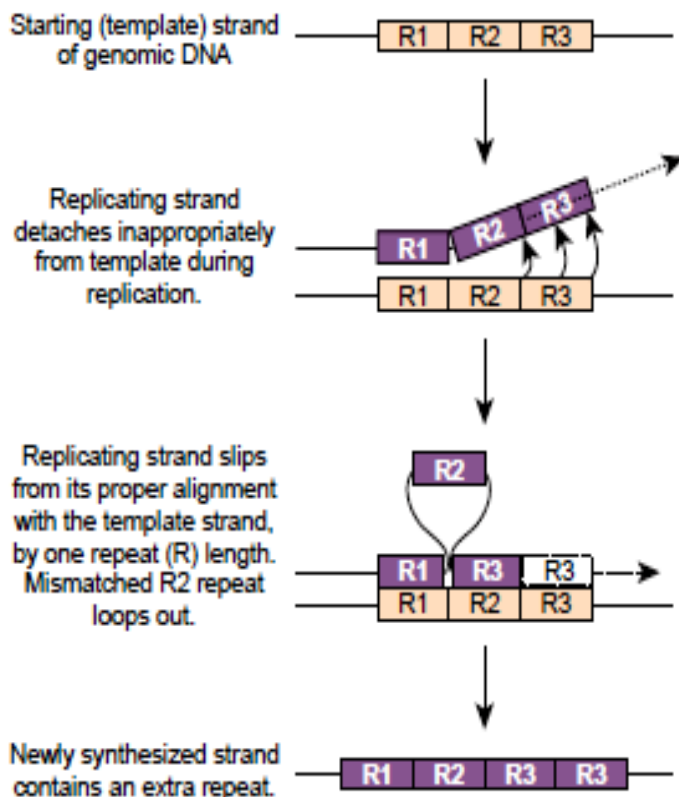 Starting (template) strand
of genomic DNA
R1 R2 R3
Replicating strand
detaches inappropriately
from template during
replication.
R1 R2 R3
R1 R2 R3
Replicating strand slips
from its proper alignment
with the template strand,
by one repeat (R) length.
Mismatched R2 repeat
loops out.
R2
R1 R3 R3
R1 R2 R3
Newly synthesized strand
contains an extra repeat.
R1 R2 R3 R3